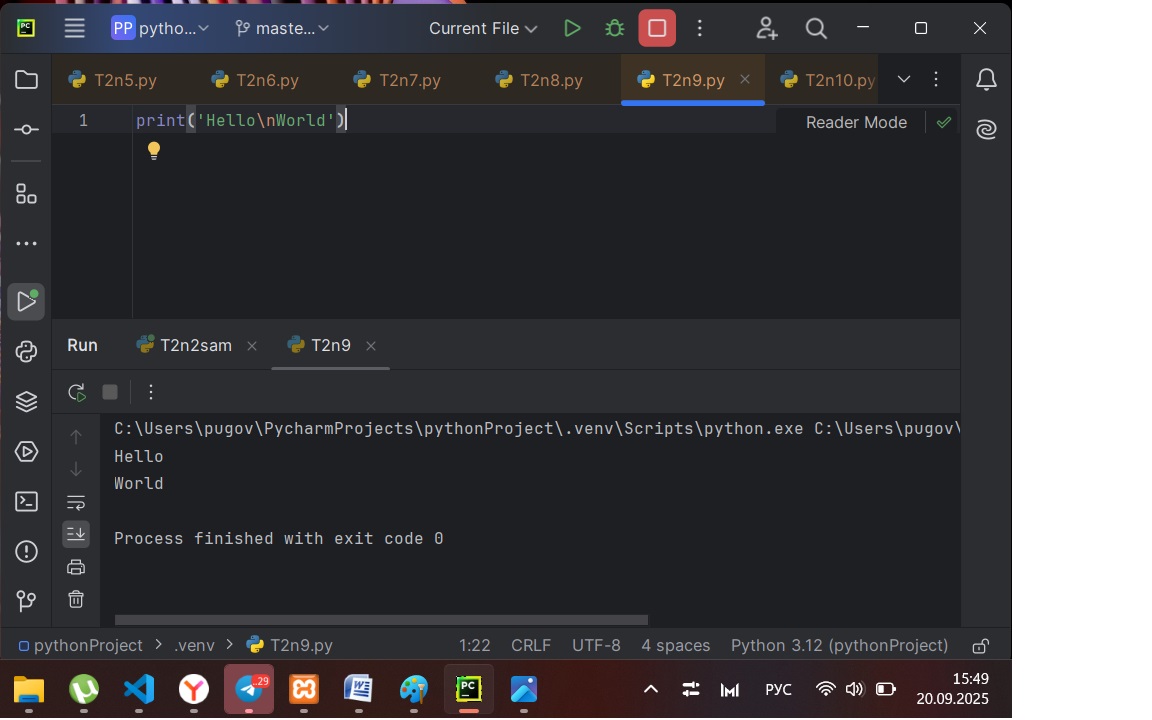 PC PP pytho... maste... Current File
T2n5.py T2n6.py T2n7.py T2n8.py T2n9.py T2n10.py
1 print('Hello\nWorld') Reader Mode
Run T2n2sam T2n9
C:\Users\pugov\PycharmProjects\pythonProject\.venv\Scripts\python.exe C:\Users\pugov\
Hello
World
Process finished with exit code 0
pythonProject > .venv > T2n9.py 1:22 CRLF UTF-8 4 spaces Python 3.12 (pythonProject)
..29 PC РУС 15:49
20.09.2025